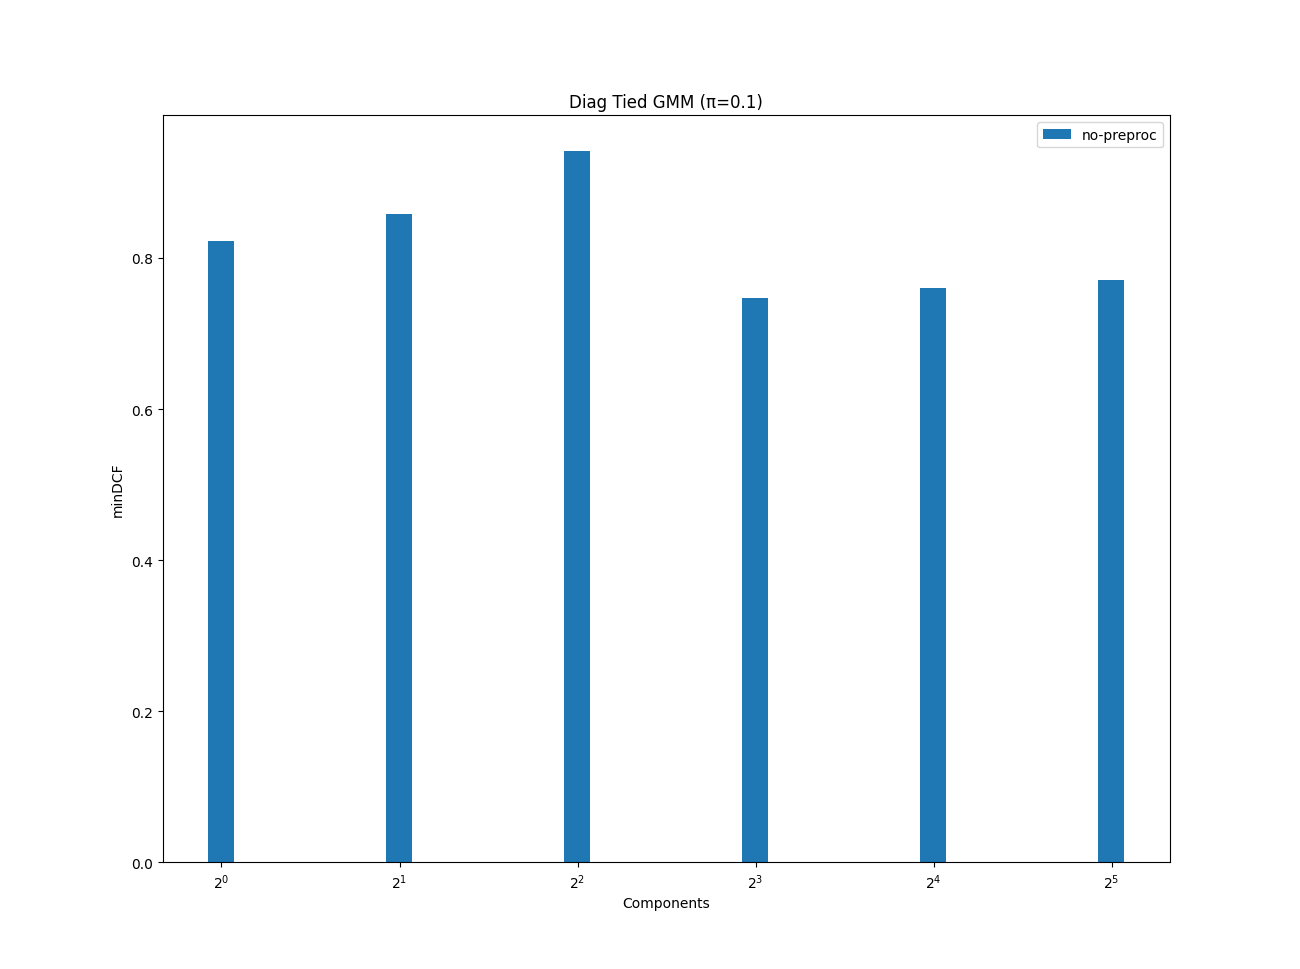 Diag Tied GMM (π=0.1)
no-preproc
0.8
0.6
minDCF
0.4
0.2
0.0
2⁰ 2¹ 2² 2³ 2⁴ 2⁵
Components